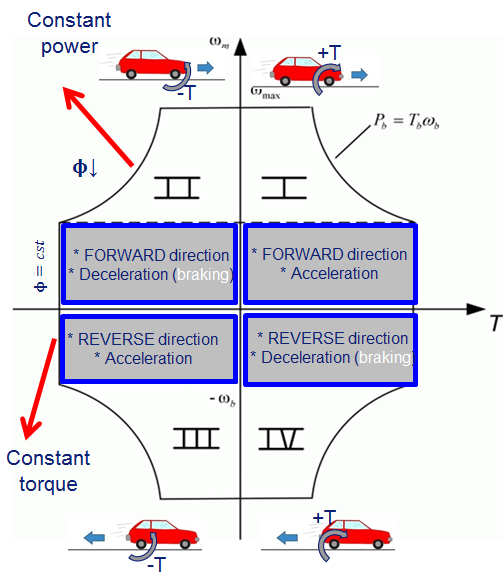 Constant
power
ωm
+T
-T
ωmax
Pb = Tbωb
Φ↓
II
I
Φ = cst
* FORWARD direction
* Deceleration (braking)
* FORWARD direction
* Acceleration
T
* REVERSE direction
* Acceleration
* REVERSE direction
* Deceleration (braking)
- ωb
III
IV
Constant
torque
+T
-T